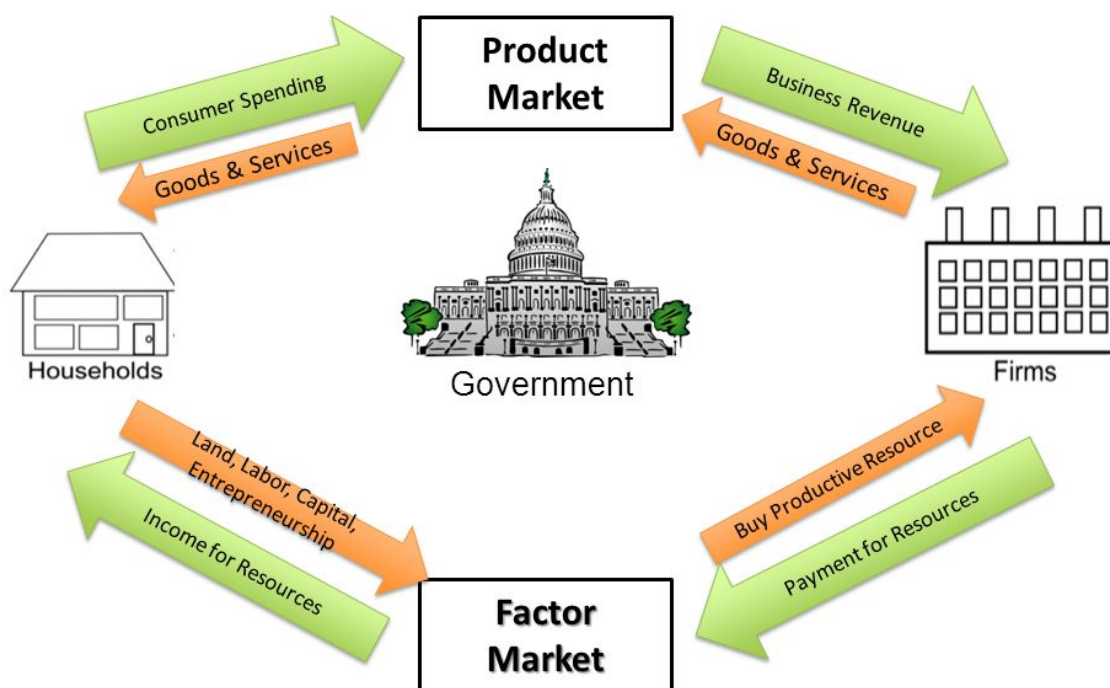 Product
Market
Consumer Spending
Goods & Services
Business Revenue
Goods & Services
Households
Government
Firms
Land, Labor, Capital,
Entrepreneurship
Income for Resources
Buy Productive Resource
Payment for Resources
Factor
Market